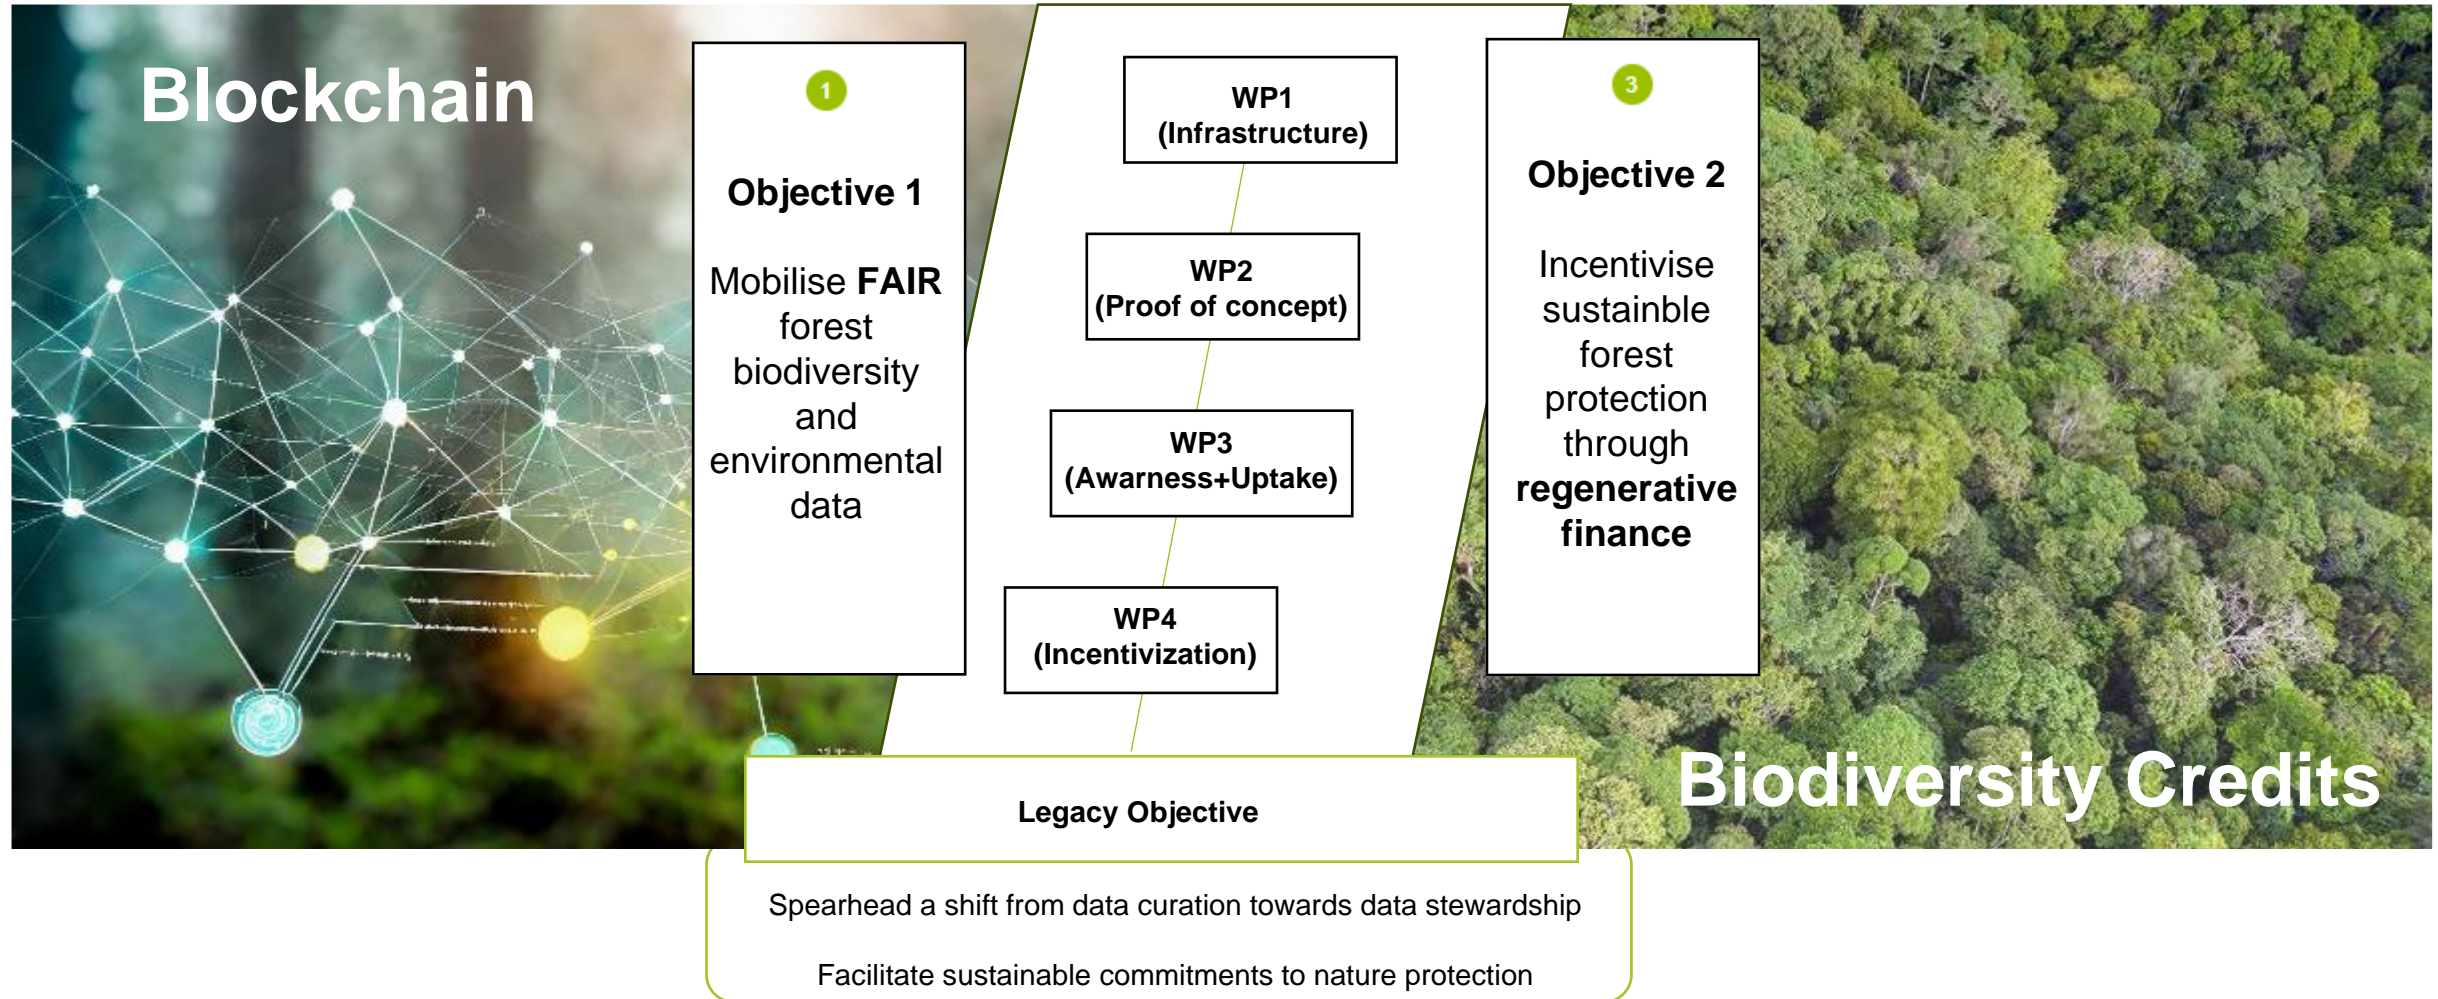 Blockchain
1
Objective 1
Mobilise FAIR
forest
biodiversity
and
environmental
data
WP1
(Infrastructure)
WP2
(Proof of concept)
WP3
(Awarness+Uptake)
WP4
(Incentivization)
3
Objective 2
Incentivise
sustainble
forest
protection
through
regenerative
finance
Biodiversity Credits
Legacy Objective
Spearhead a shift from data curation towards data stewardship
Facilitate sustainable commitments to nature protection